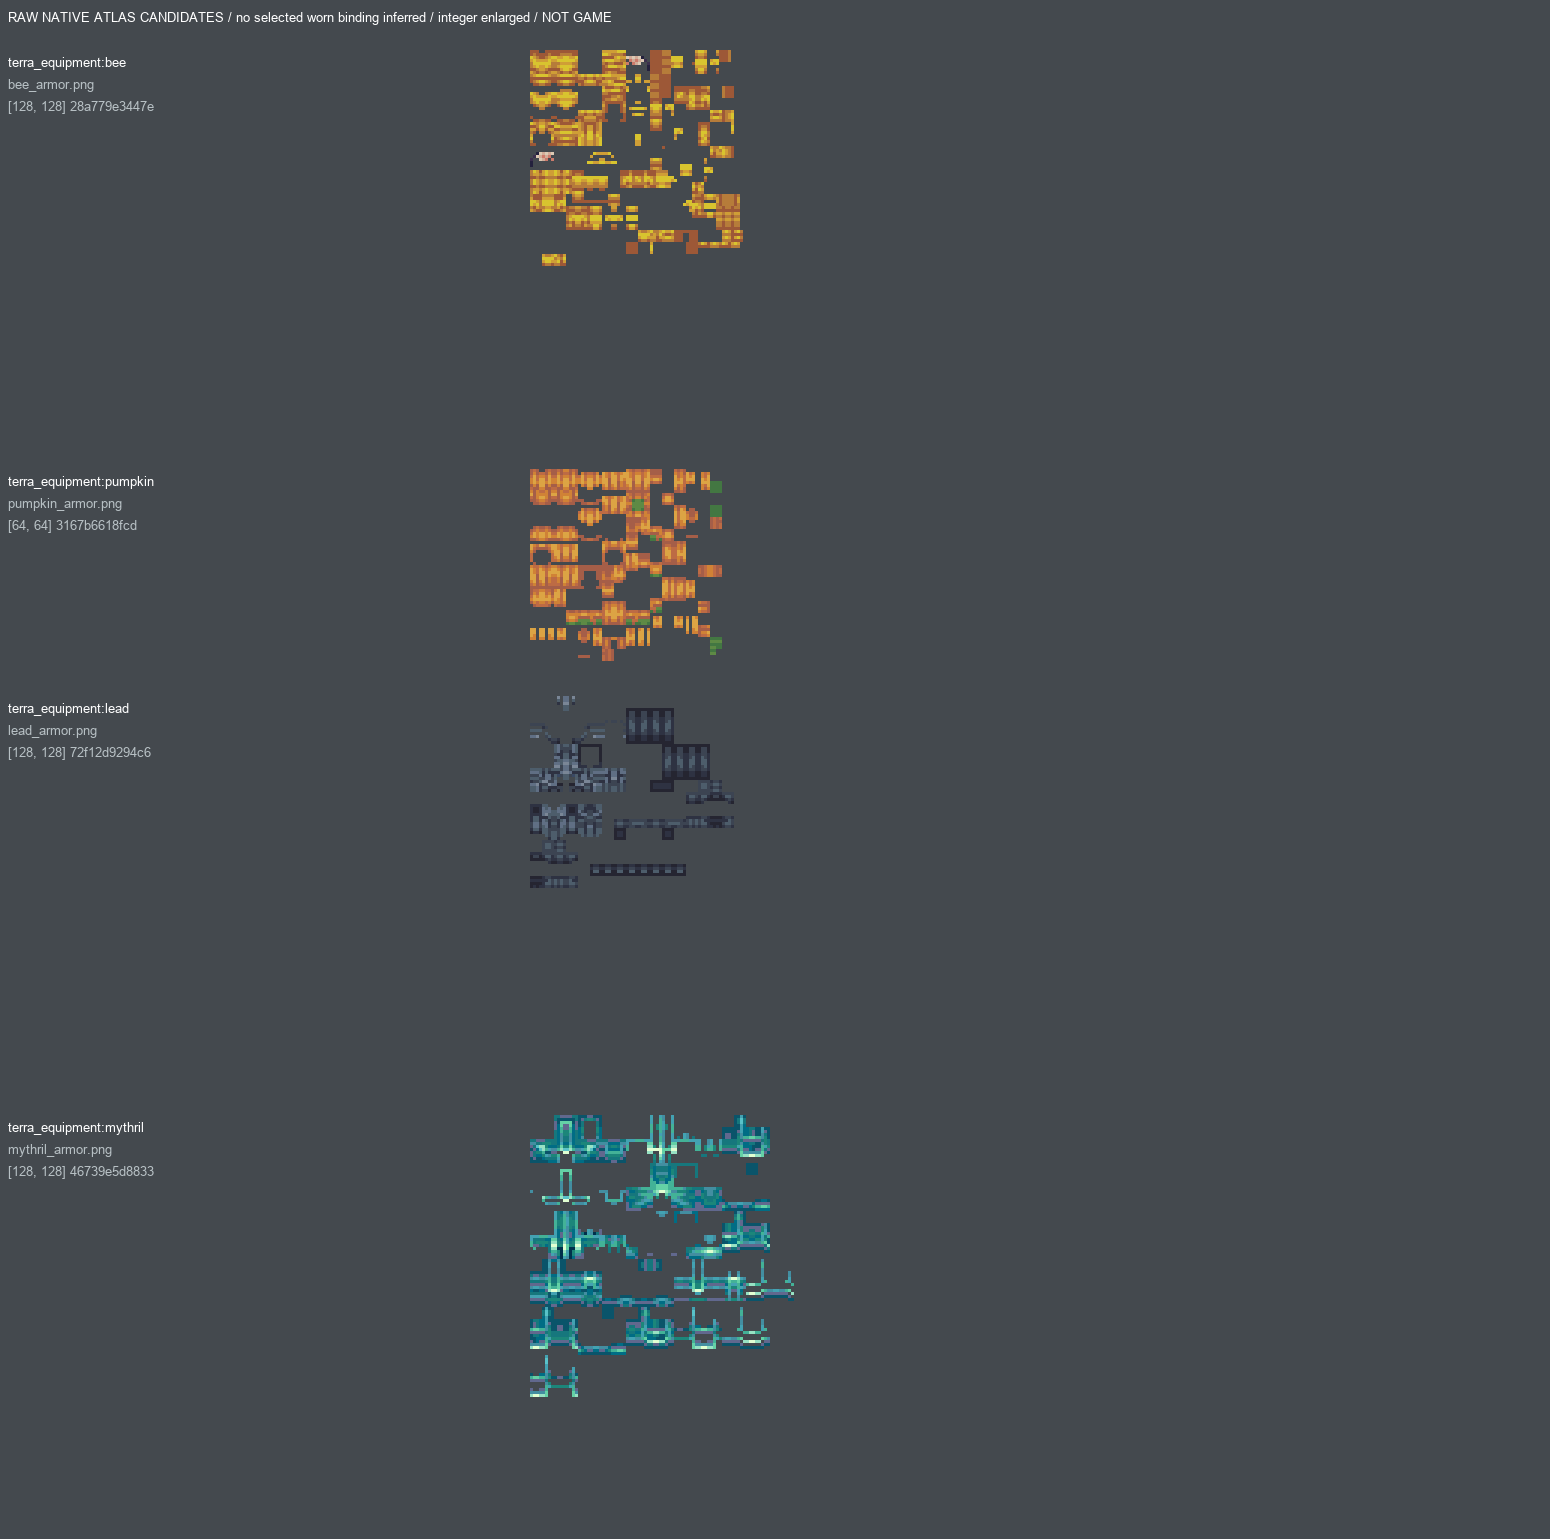 RAW NATIVE ATLAS CANDIDATES / no selected worn binding inferred / integer enlarged / NOT GAME
terra_equipment:bee
bee_armor.png
[128, 128] 28a779e3447e
terra_equipment:pumpkin
pumpkin_armor.png
[64, 64] 3167b6618fcd
terra_equipment:lead
lead_armor.png
[128, 128] 72f12d9294c6
terra_equipment:mythril
mythril_armor.png
[128, 128] 46739e5d8833